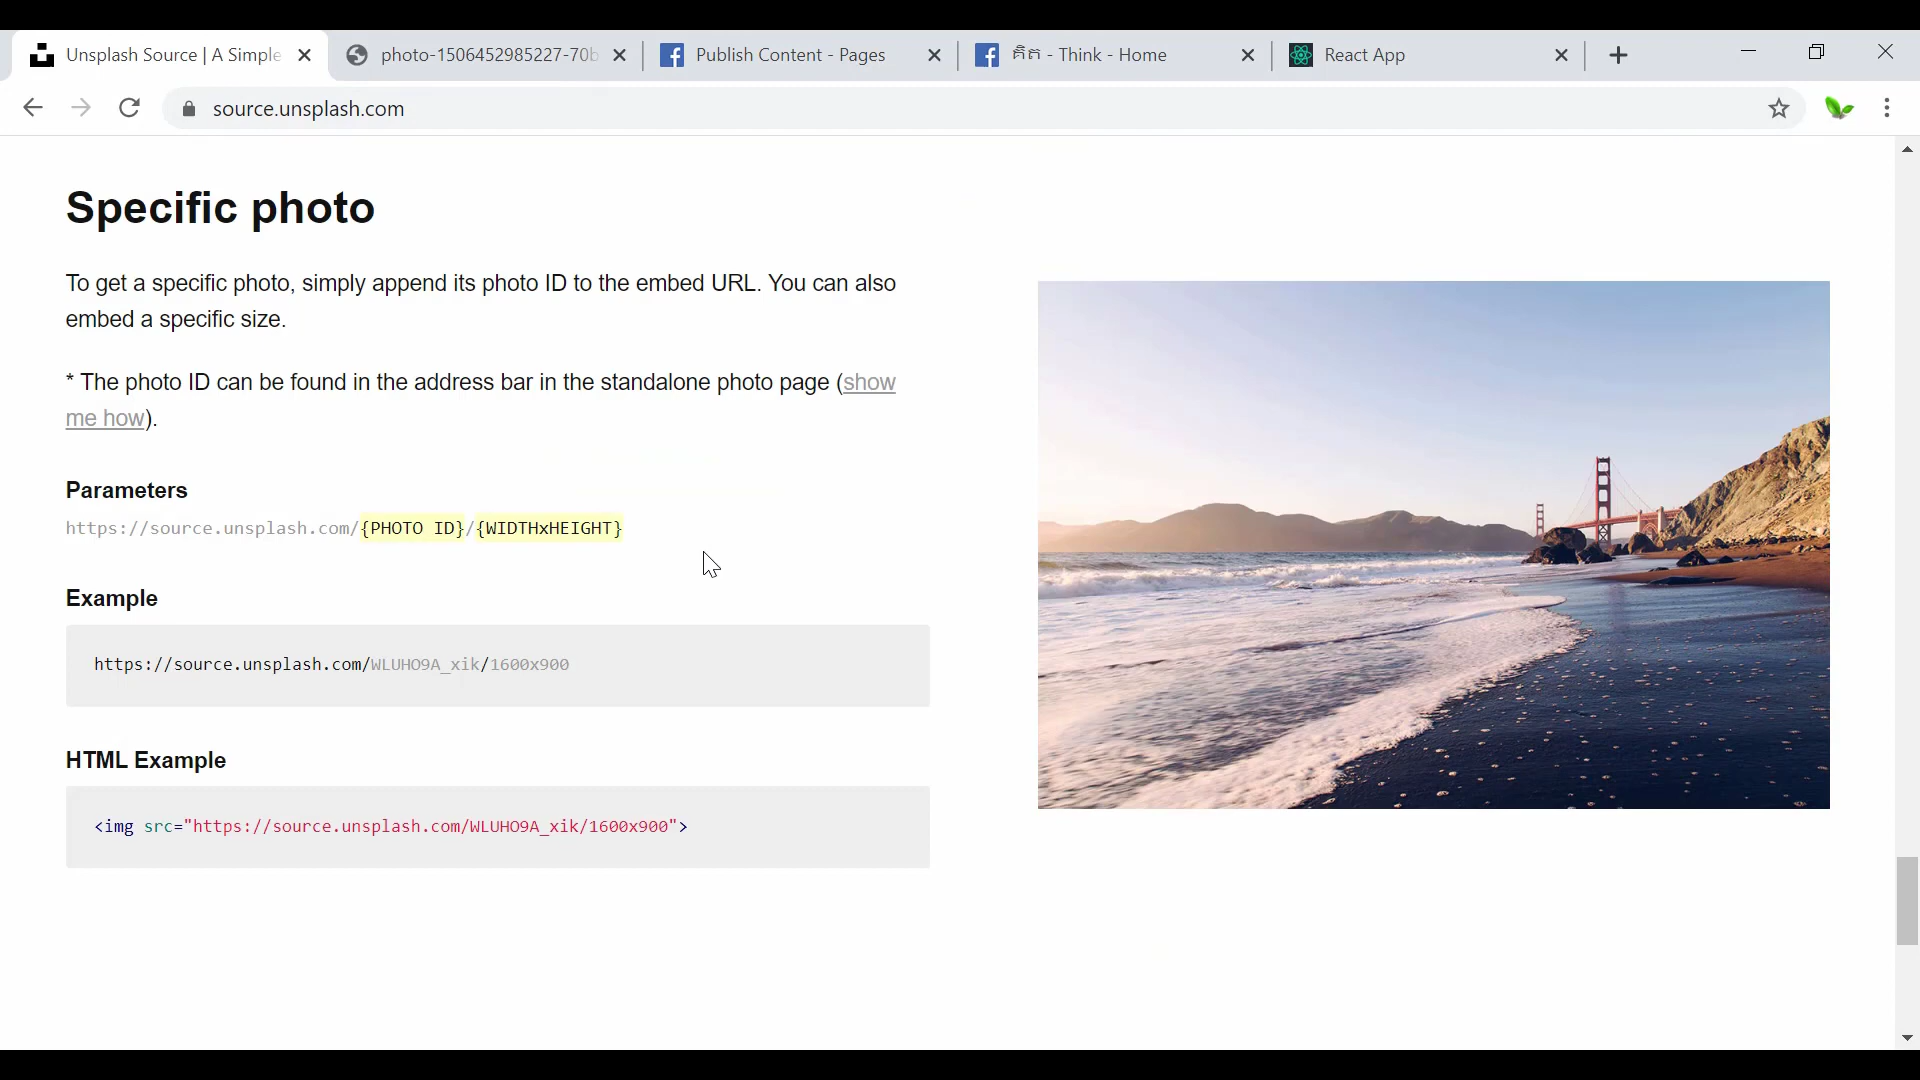 Unsplash Source | A Simple
photo-1506452985227-70b
Publish Content - Pages
គិត - Think - Home
React App
source.unsplash.com
Specific photo
To get a specific photo, simply append its photo ID to the embed URL. You can also
embed a specific size.
* The photo ID can be found in the address bar in the standalone photo page (show
me how).
Parameters
https://source.unsplash.com/{PHOTO ID}/{WIDTHxHEIGHT}
Example
https://source.unsplash.com/WLUHO9A_xik/1600x900
HTML Example
<img src="https://source.unsplash.com/WLUHO9A_xik/1600x900">